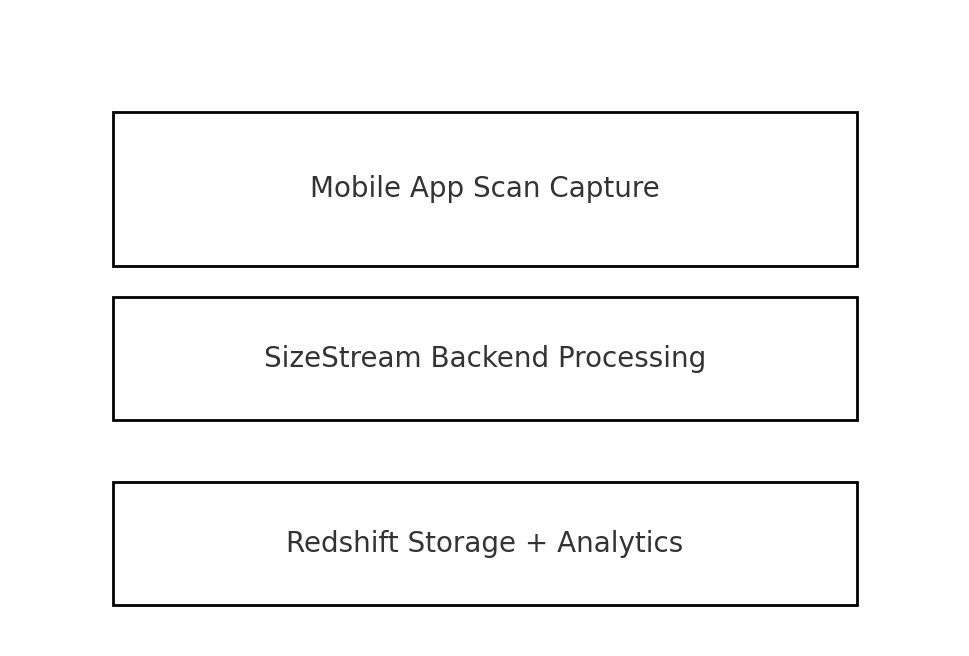 Mobile App Scan Capture
SizeStream Backend Processing
Redshift Storage + Analytics